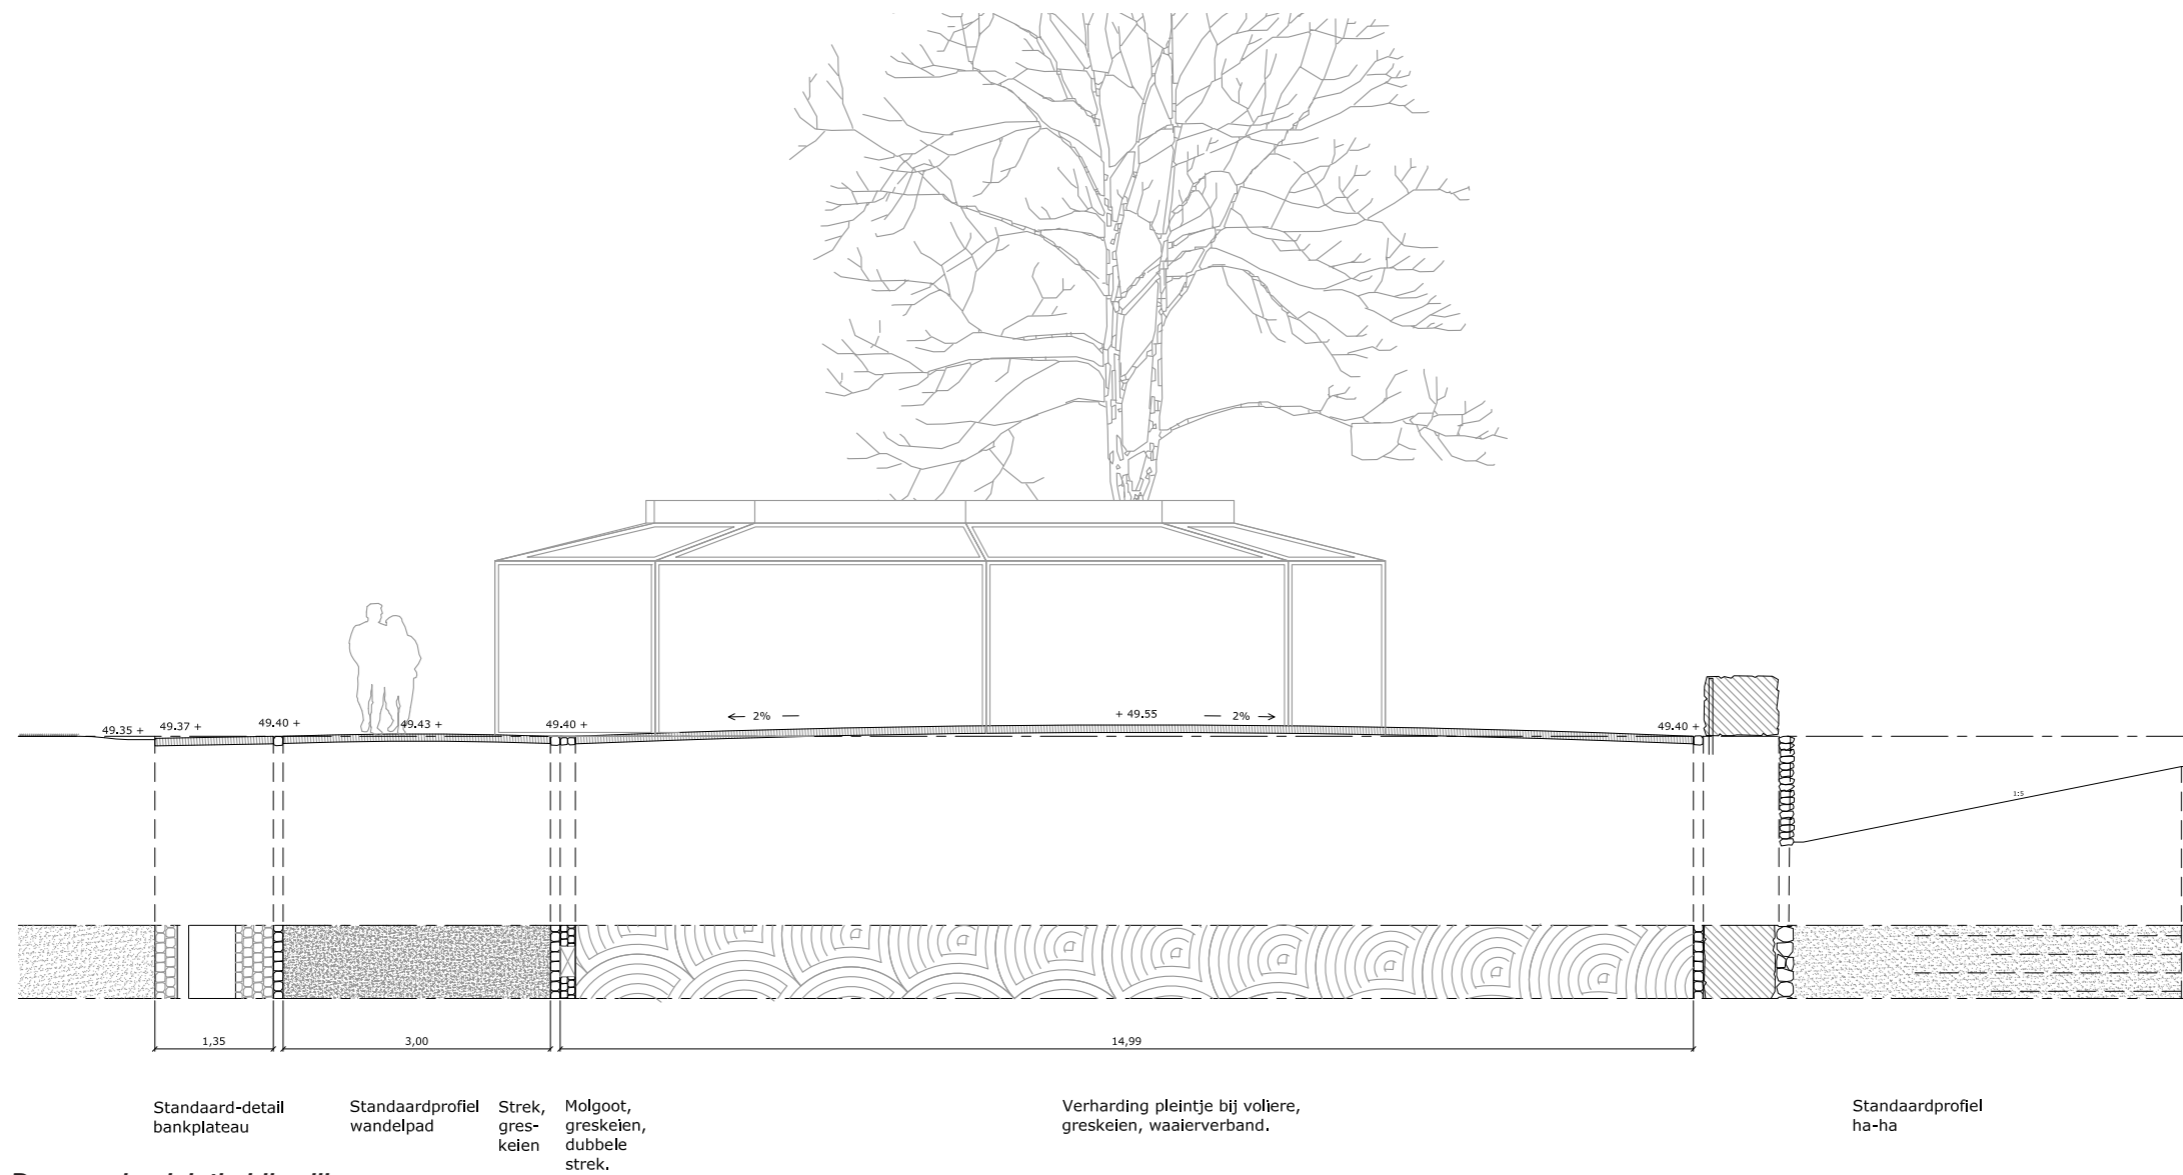 49.35 +
49.37 +
49.40 +
49.43 +
49.40 +
2%
+ 49.55
2%
49.40 +
1:5
1,35
3,00
14,99
Standaard-detail
bankplateau
Standaardprofiel
wandelpad
Strek,
gres-
keien
Molgoot,
greskeien,
dubbele
strek.
Verharding pleintje bij voliere,
greskeien, waaierverband.
Standaardprofiel
ha-ha